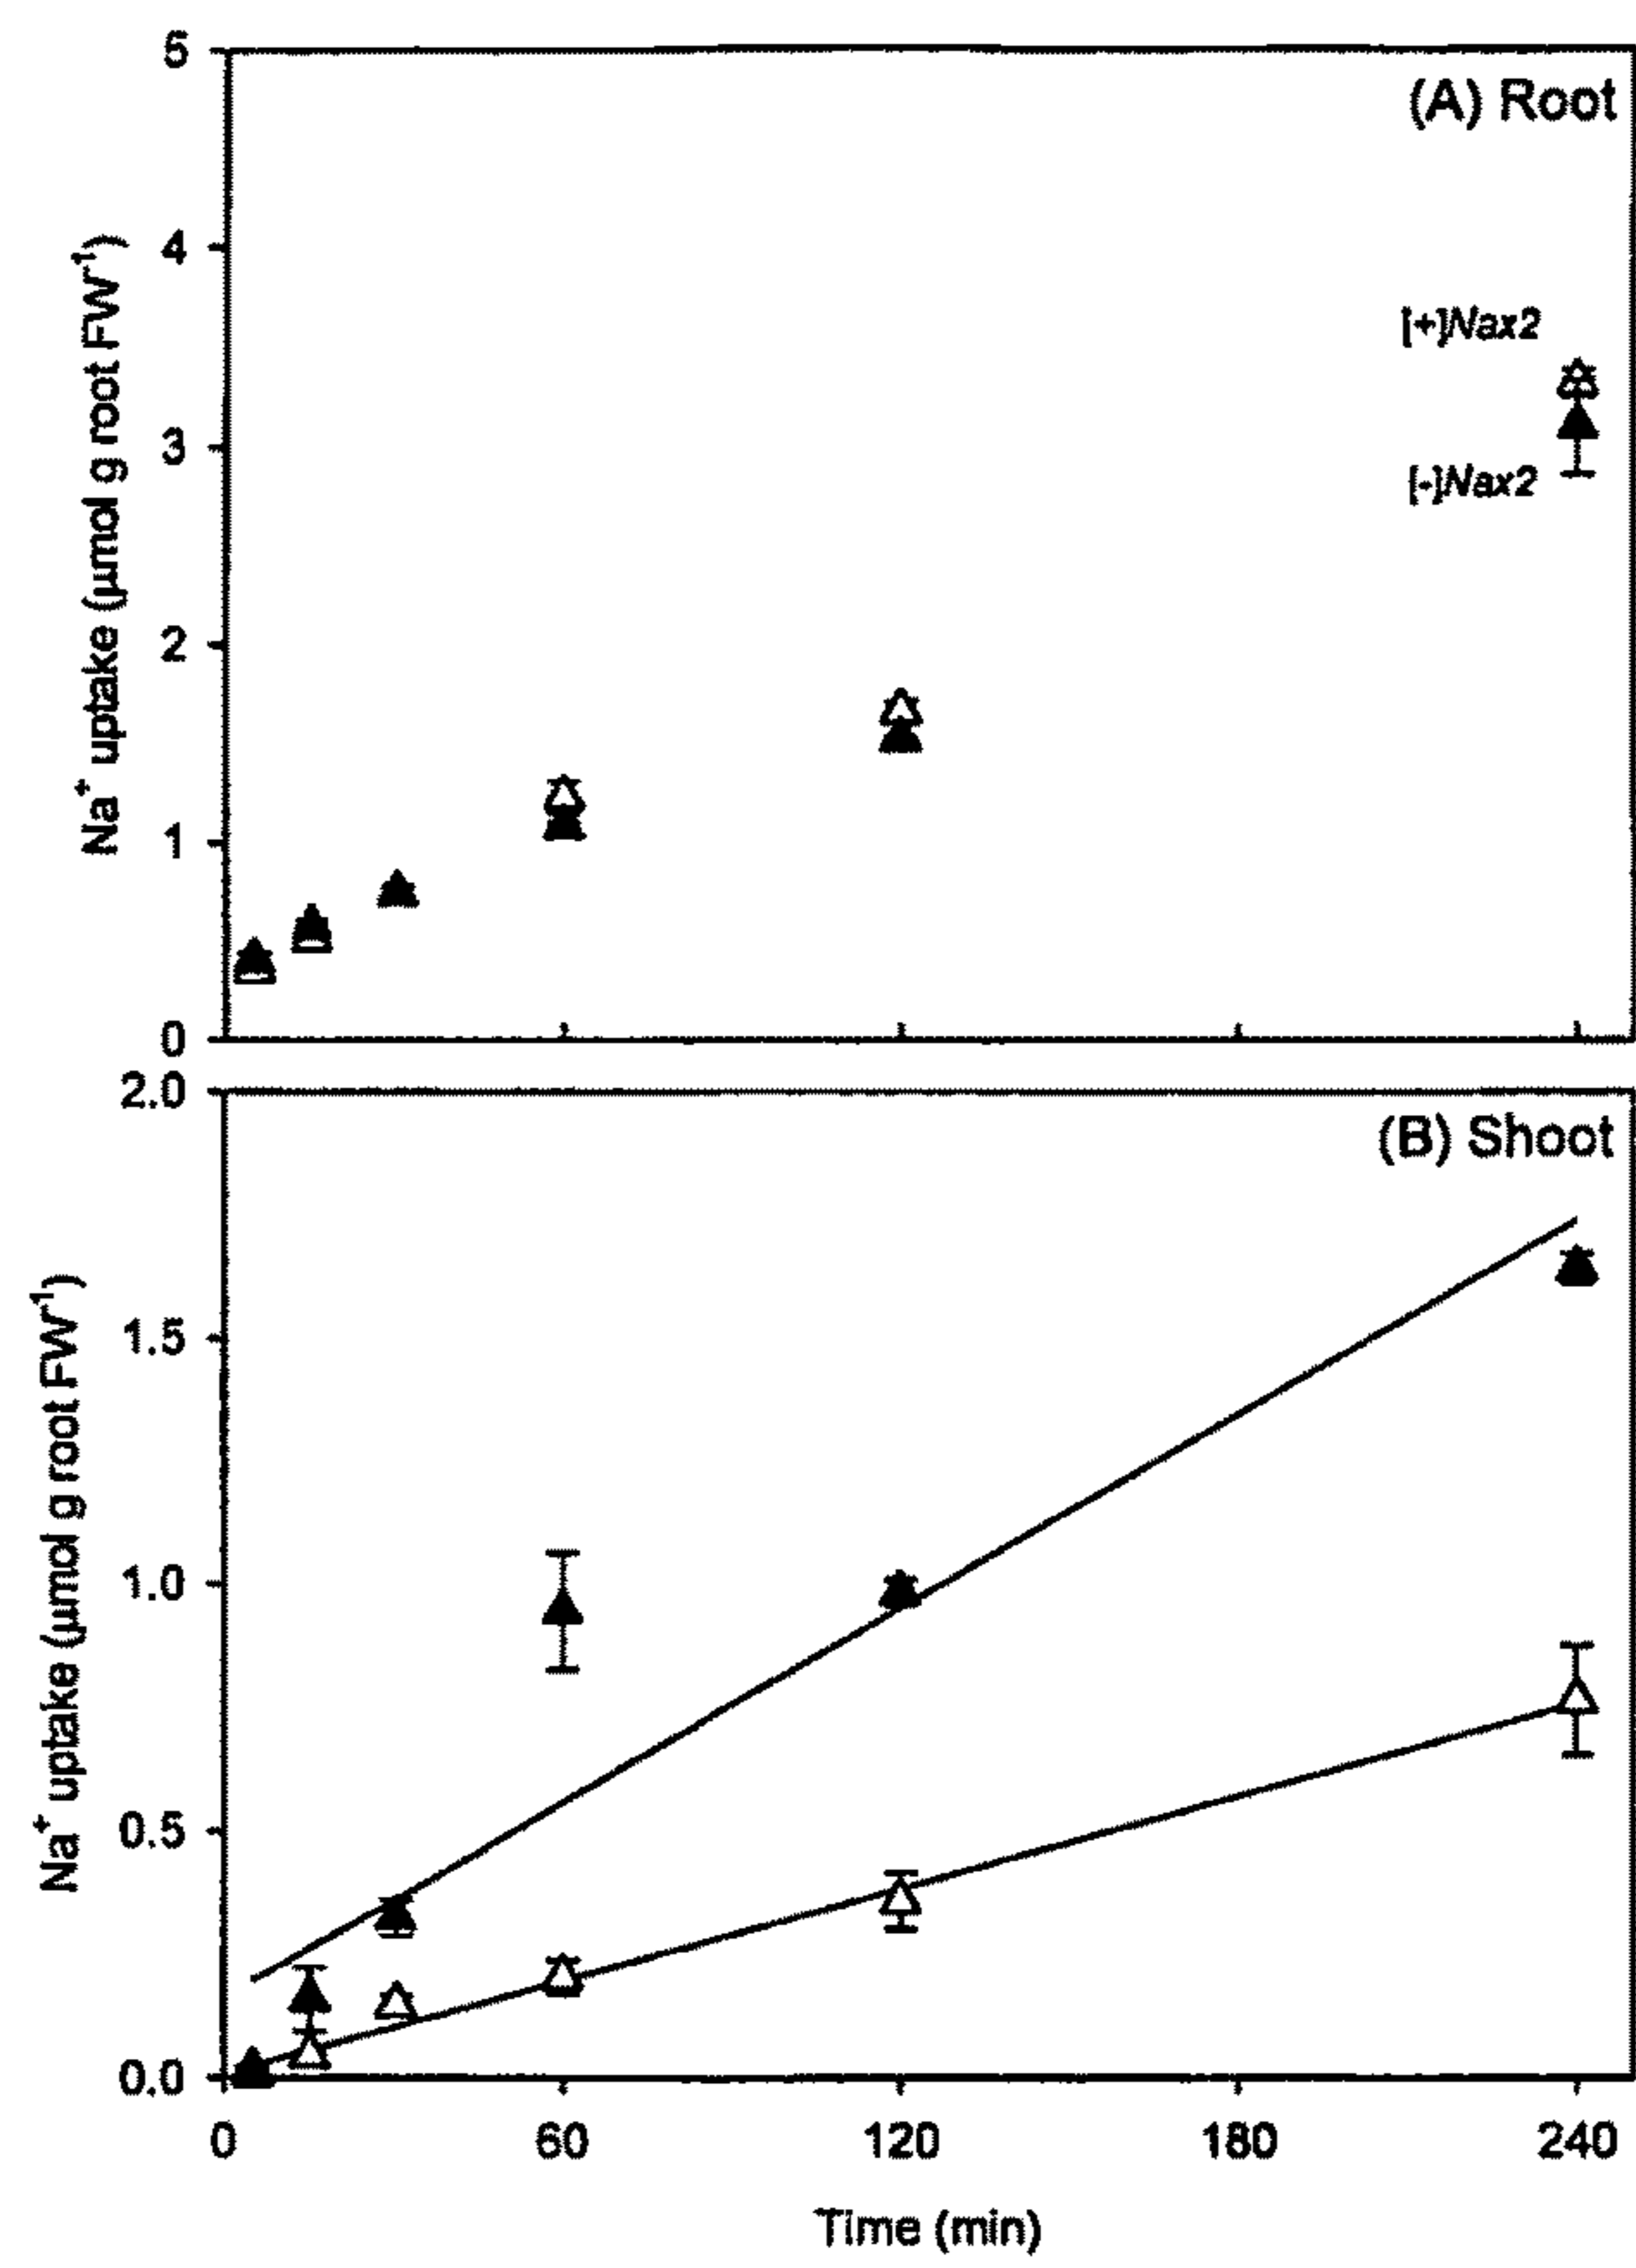 5
(A) Root
4
[+]Nax2
3
[-]Nax2
2
1
0
Na⁺ uptake (μmol g root FW⁻¹)
2.0
(B) Shoot
1.5
1.0
0.5
0.0
Na⁺ uptake (μmol g root FW⁻¹)
0 60 120 180 240
Time (min)